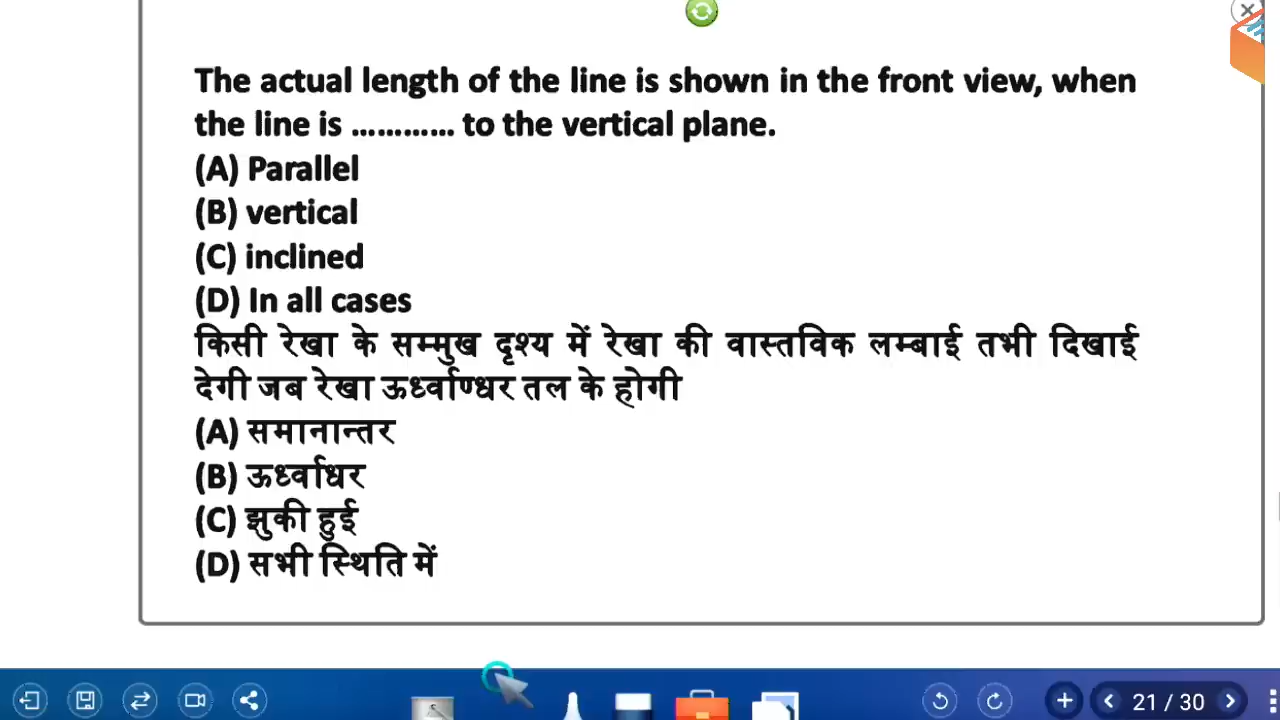 The actual length of the line is shown in the front view, when
the line is ............. to the vertical plane.
(A) Parallel
(B) vertical
(C) inclined
(D) In all cases
किसी रेखा के सम्मुख दृश्य में रेखा की वास्तविक लम्बाई तभी दिखाई
देगी जब रेखा ऊर्ध्वाण्धर तल के होगी
(A) समानान्तर
(B) ऊर्ध्वाधर
(C) झुकी हुई
(D) सभी स्थिति में
21 / 30